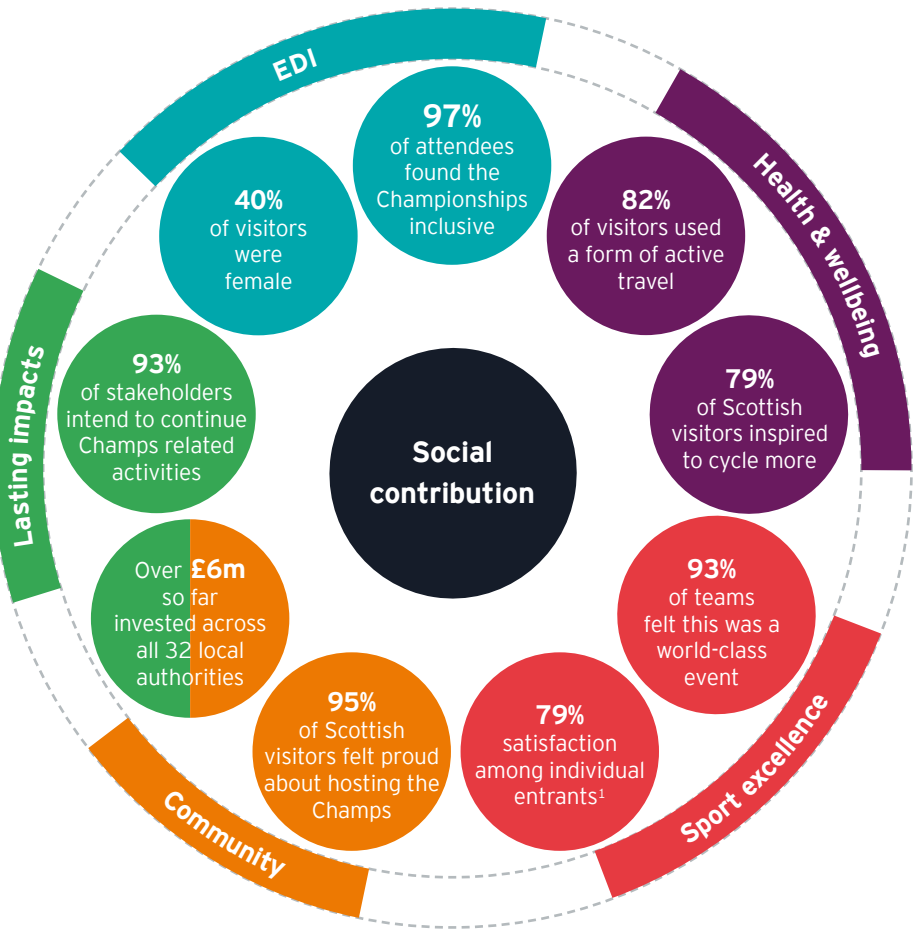 EDI
97%
of attendees
found the
Championships
inclusive
40%
of visitors
were
female
Health & wellbeing
82%
of visitors used
a form of active
travel
79%
of Scottish
visitors inspired
to cycle more
Lasting impacts
93%
of stakeholders
intend to continue
Champs related
activities
Social
contribution
Over £6m
so far
invested across
all 32 local
authorities
93%
of teams
felt this was a
world-class
event
Sport excellence
79%
satisfaction
among individual
entrants¹
95%
of Scottish
visitors felt proud
about hosting the
Champs
Community